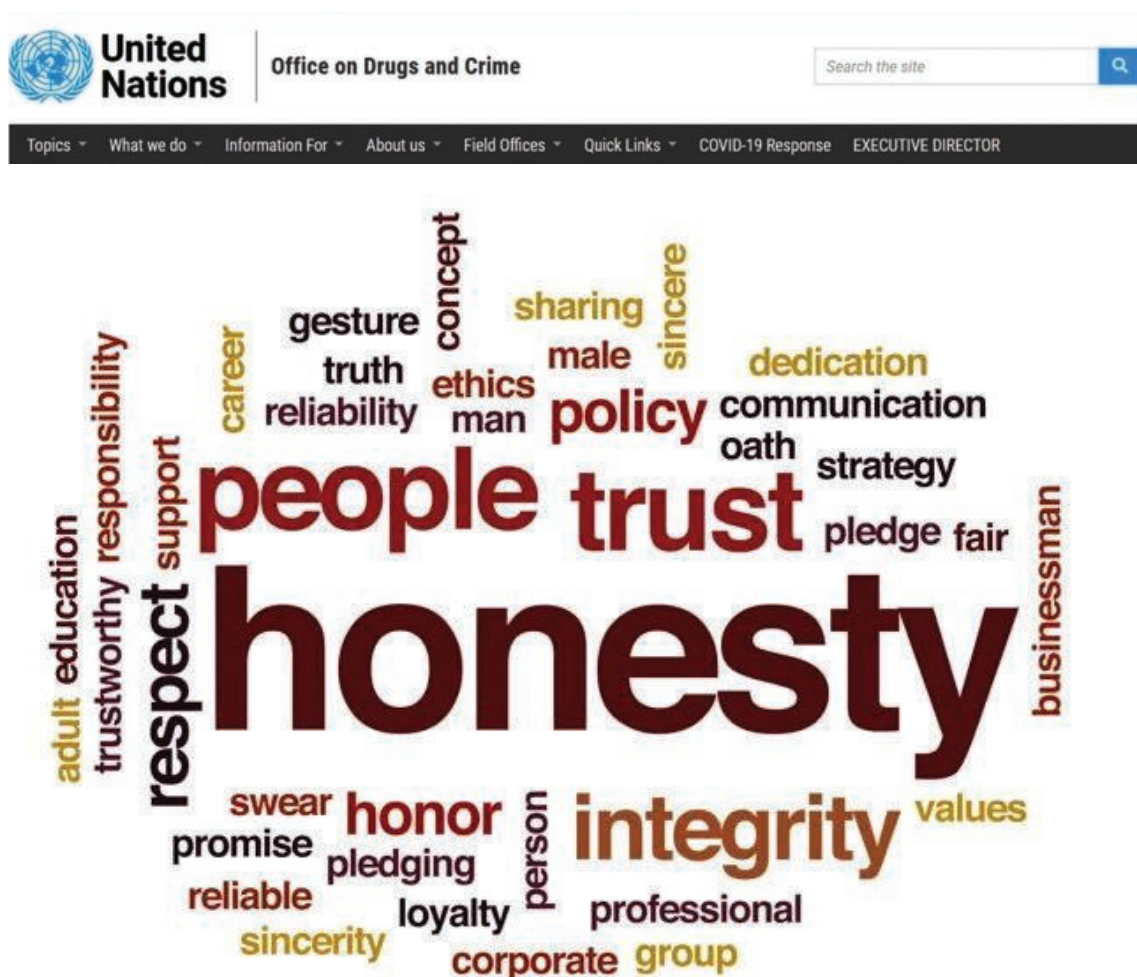 United
Nations
Office on Drugs and Crime
Search the site
Topics What we do Information For About us Field Offices Quick Links COVID-19 Response EXECUTIVE DIRECTOR
concept
sincere
sharing
gesture
career
male
truth
ethics
dedication
responsibility
reliability
man
policy
communication
oath
support
people
trust
strategy
pledge
fair
businessman
education
trustworthy
respect
honesty
adult
swear
honor
person
integrity
values
promise
pledging
reliable
loyalty
professional
sincerity
corporate
group